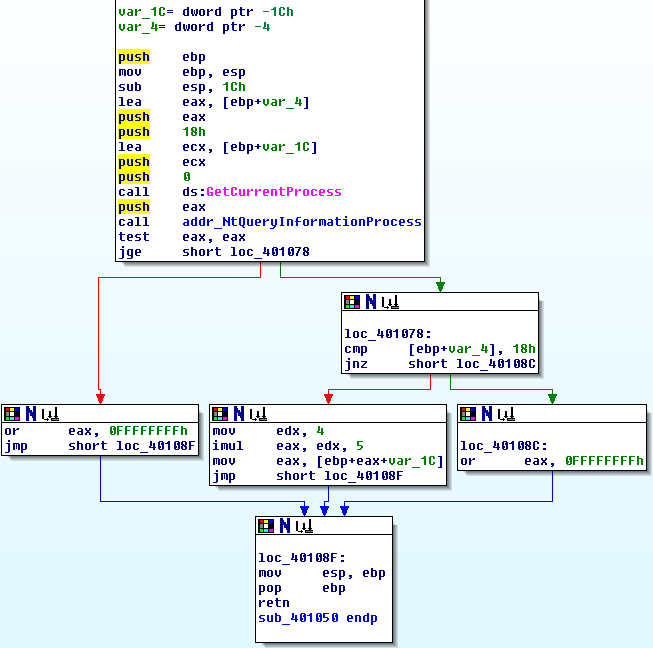 var_1C= dword ptr -1Ch
var_4= dword ptr -4
push ebp
mov ebp, esp
sub esp, 1Ch
lea eax, [ebp+var_4]
push eax
push 18h
lea ecx, [ebp+var_1C]
push ecx
push 0
call ds:GetCurrentProcess
push eax
call addr_NtQueryInformationProcess
test eax, eax
jge short loc_401078
loc_401078:
cmp [ebp+var_4], 18h
jnz short loc_40108C
or eax, 0FFFFFFFFh
jmp short loc_40108F
mov edx, 4
imul eax, edx, 5
mov eax, [ebp+eax+var_1C]
jmp short loc_40108F
loc_40108C:
or eax, 0FFFFFFFFh
loc_40108F:
mov esp, ebp
pop ebp
retn
sub_401050 endp